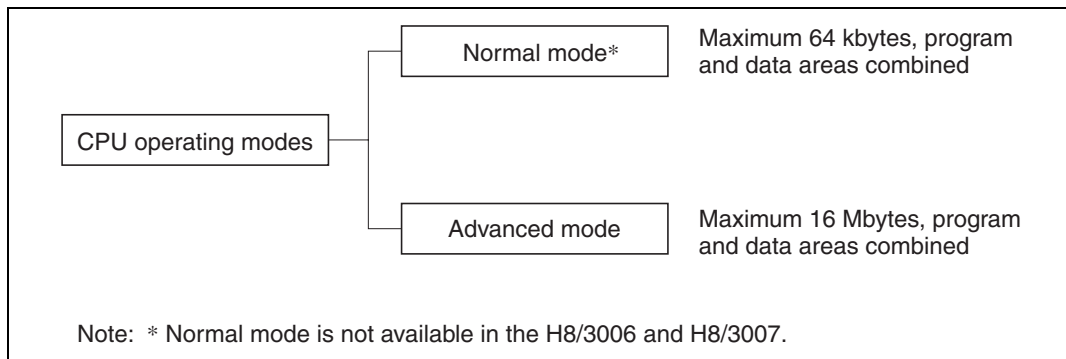 Normal mode*
Maximum 64 kbytes, program
and data areas combined
CPU operating modes
Advanced mode
Maximum 16 Mbytes, program
and data areas combined
Note: * Normal mode is not available in the H8/3006 and H8/3007.